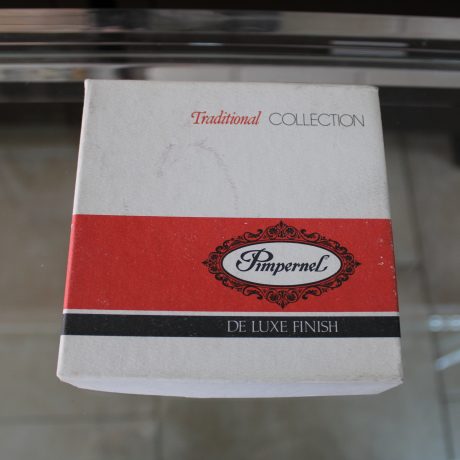 Traditional COLLECTION
Pimpernel
DE LUXE FINISH